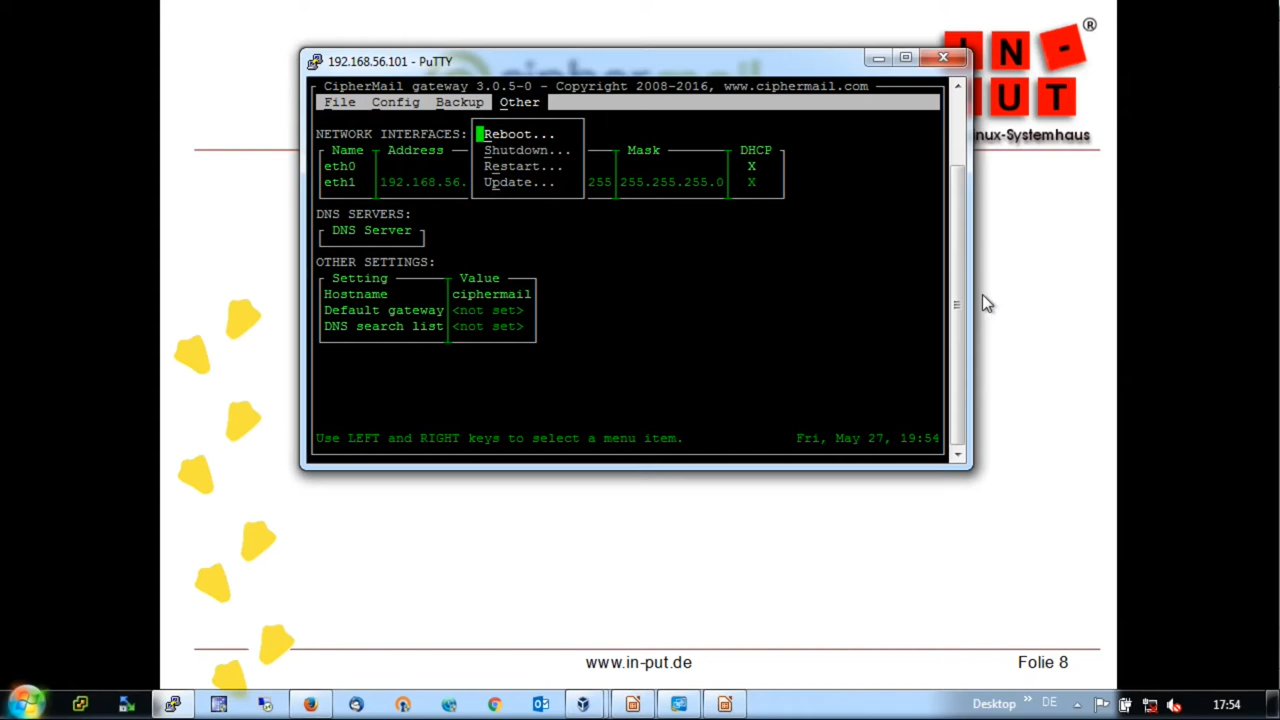 IN-
PUT
®
192.168.56.101 - PuTTY
CipherMail gateway 3.0.5-0 - Copyright 2008-2016, www.ciphermail.com
File Config Backup Other
NETWORK INTERFACES:
Reboot...
Name Address
Shutdown...
Mask DHCP
eth0
Restart...
X
eth1 192.168.56.
Update...
255 255.255.255.0 X
DNS SERVERS:
DNS Server
OTHER SETTINGS:
Setting Value
Hostname ciphermail
Default gateway <not set>
DNS search list <not set>
Use LEFT and RIGHT keys to select a menu item. Fri, May 27, 19:54
inux-Systemhaus
www.in-put.de
Folie 8
Desktop » DE 17:54